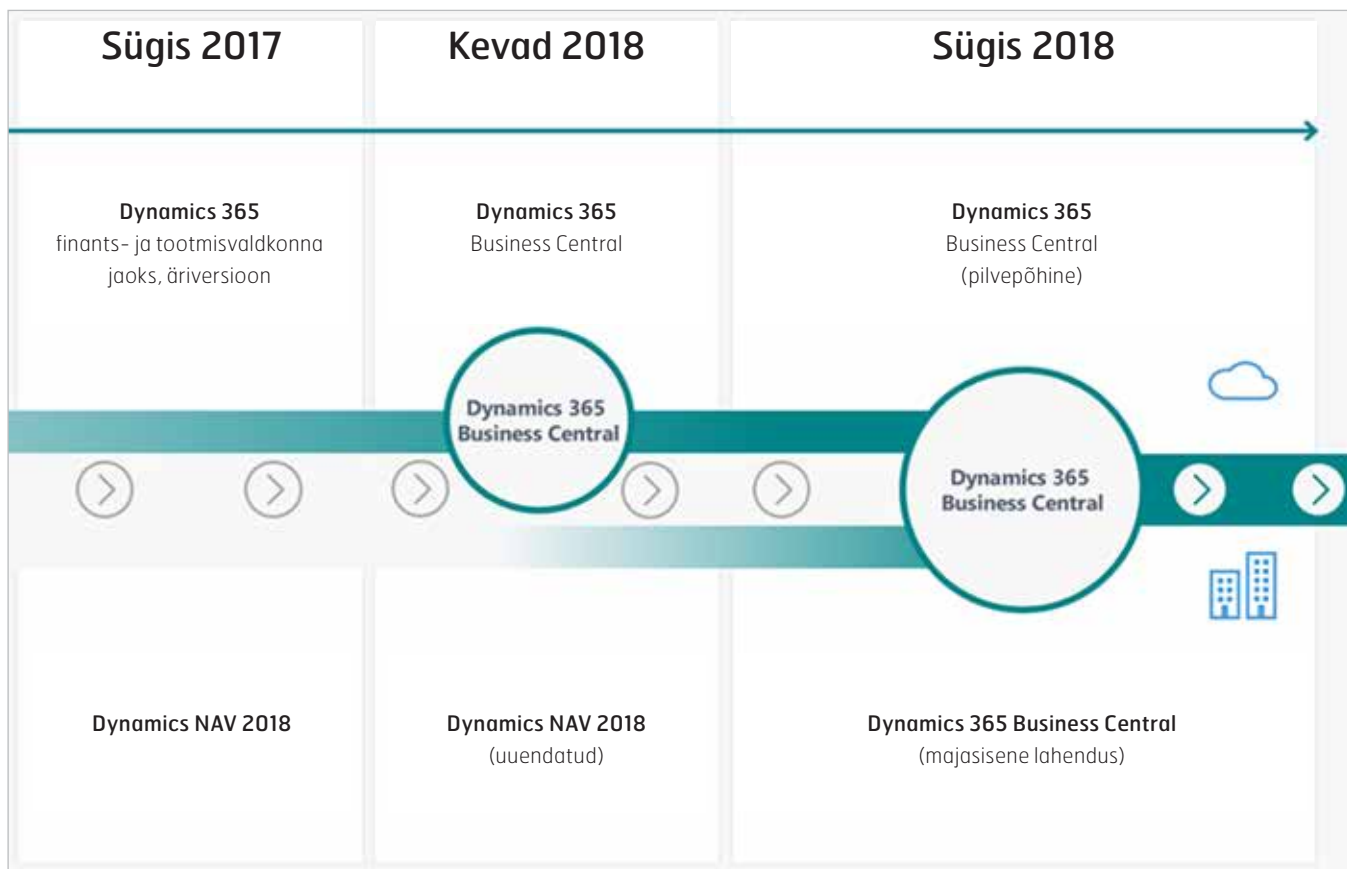 Sügis 2017
Kevad 2018
Sügis 2018
Dynamics 365
finants- ja tootmisvaldkonna
jaoks, äriversioon
Dynamics 365
Business Central
Dynamics 365
Business Central
(pilvepõhine)
Dynamics 365
Business Central
Dynamics 365
Business Central
Dynamics NAV 2018
Dynamics NAV 2018
(uuendatud)
Dynamics 365 Business Central
(majasisene lahendus)